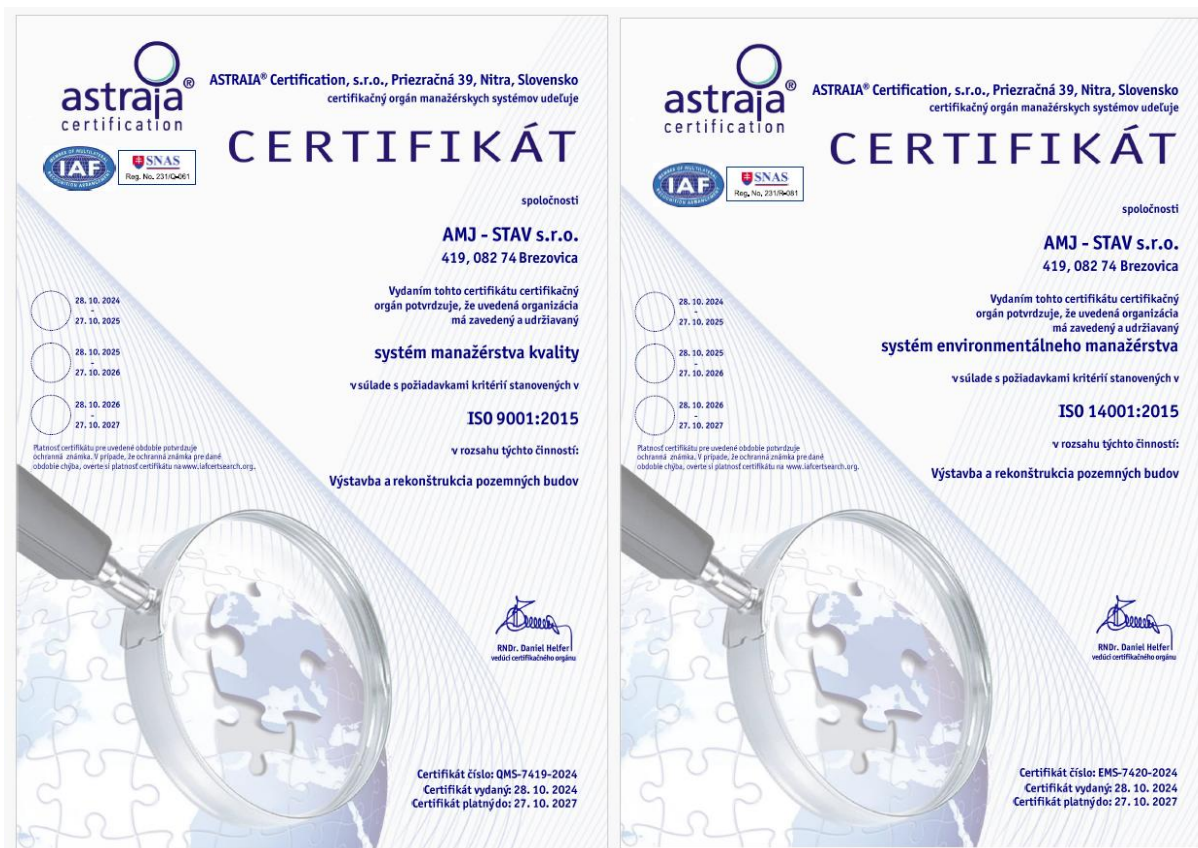 astraia®
certification
ASTRAIA® Certification, s.r.o., Priezračná 39, Nitra, Slovensko
certifikačný orgán manažérskych systémov udeľuje
CERTIFIKÁT
MEMBER OF MULTILATERAL
IAF
RECOGNITION ARRANGEMENT
SNAS
Reg. No. 231/Q-061
spoločnosti
AMJ - STAV s.r.o.
419, 082 74 Brezovica
28. 10. 2024
-
27. 10. 2025
28. 10. 2025
-
27. 10. 2026
28. 10. 2026
-
27. 10. 2027
Platnosť certifikátu pre uvedené obdobie potvrdzuje
ochranná známka. V prípade, že ochranná známka pre dané
obdobie chýba, overte si platnosť certifikátu na www.iafcertsearch.org.
Vydaním tohto certifikátu certifikačný
orgán potvrdzuje, že uvedená organizácia
má zavedený a udržiavaný
systém manažérstva kvality
v súlade s požiadavkami kritérií stanovených v
ISO 9001:2015
v rozsahu týchto činností:
Výstavba a rekonštrukcia pozemných budov
RNDr. Daniel Helfer
vedúci certifikačného orgánu
Certifikát číslo: QMS-7419-2024
Certifikát vydaný: 28. 10. 2024
Certifikát platný do: 27. 10. 2027
astraia®
certification
ASTRAIA® Certification, s.r.o., Priezračná 39, Nitra, Slovensko
certifikačný orgán manažérskych systémov udeľuje
CERTIFIKÁT
MEMBER OF MULTILATERAL
IAF
RECOGNITION ARRANGEMENT
SNAS
Reg. No. 231/R-081
spoločnosti
AMJ - STAV s.r.o.
419, 082 74 Brezovica
28. 10. 2024
-
27. 10. 2025
28. 10. 2025
-
27. 10. 2026
28. 10. 2026
-
27. 10. 2027
Platnosť certifikátu pre uvedené obdobie potvrdzuje
ochranná známka. V prípade, že ochranná známka pre dané
obdobie chýba, overte si platnosť certifikátu na www.iafcertsearch.org.
Vydaním tohto certifikátu certifikačný
orgán potvrdzuje, že uvedená organizácia
má zavedený a udržiavaný
systém environmentálneho manažérstva
v súlade s požiadavkami kritérií stanovených v
ISO 14001:2015
v rozsahu týchto činností:
Výstavba a rekonštrukcia pozemných budov
RNDr. Daniel Helfer
vedúci certifikačného orgánu
Certifikát číslo: EMS-7420-2024
Certifikát vydaný: 28. 10. 2024
Certifikát platný do: 27. 10. 2027